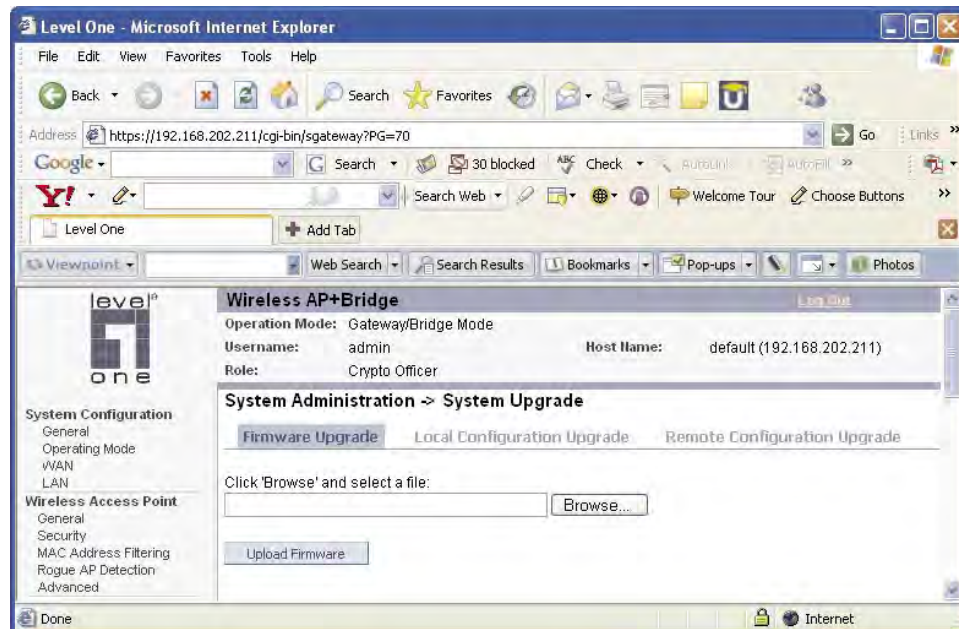 Level One - Microsoft Internet Explorer
File Edit View Favorites Tools Help
Back Search Favorites
Address https://192.168.202.211/cgi-bin/sgateway?PG=70 Go Links »
Google Search 30 blocked ABC Check AutoLink AutoFill »
Y! Search Web Welcome Tour Choose Buttons »
Level One Add Tab
Viewpoint Web Search Search Results Bookmarks Pop-ups Photos
level one
Wireless AP+Bridge Log Out
Operation Mode: Gateway/Bridge Mode
Username: admin Host Name: default (192.168.202.211)
Role: Crypto Officer
System Configuration
General
Operating Mode
WAN
LAN
Wireless Access Point
General
Security
MAC Address Filtering
Rogue AP Detection
Advanced
System Administration -> System Upgrade
Firmware Upgrade Local Configuration Upgrade Remote Configuration Upgrade
Click 'Browse' and select a file:
Browse...
Upload Firmware
Done Internet